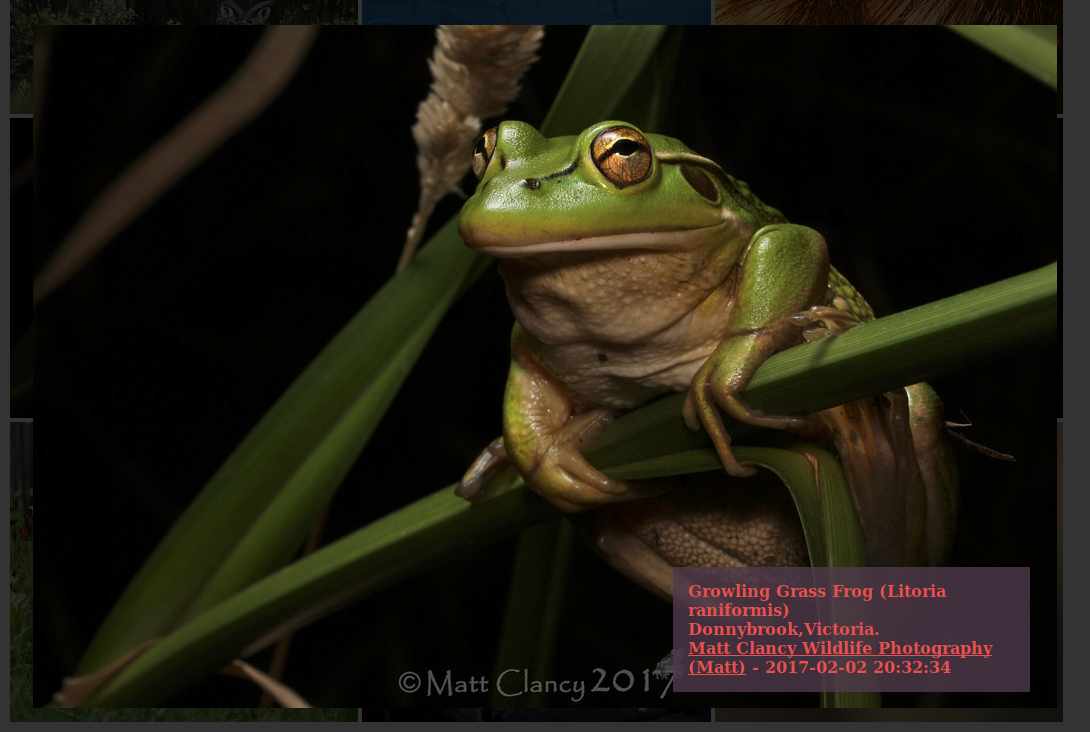 Growling Grass Frog (Litoria
raniformis)
Donnybrook,Victoria.
Matt Clancy Wildlife Photography
(Matt) - 2017-02-02 20:32:34
©Matt Clancy 2017